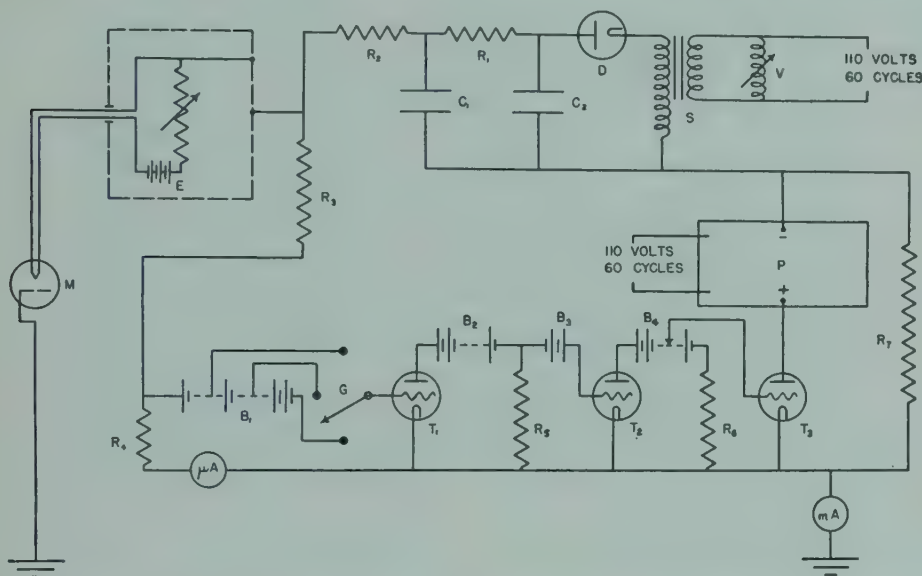 R2
R1
D
110 VOLTS
60 CYCLES
V
C1
C2
S
E
R3
M
110 VOLTS
60 CYCLES
-
P
+
R7
B2
B3
B4
B1
G
T1
R5
T2
R6
T3
R4
μA
mA